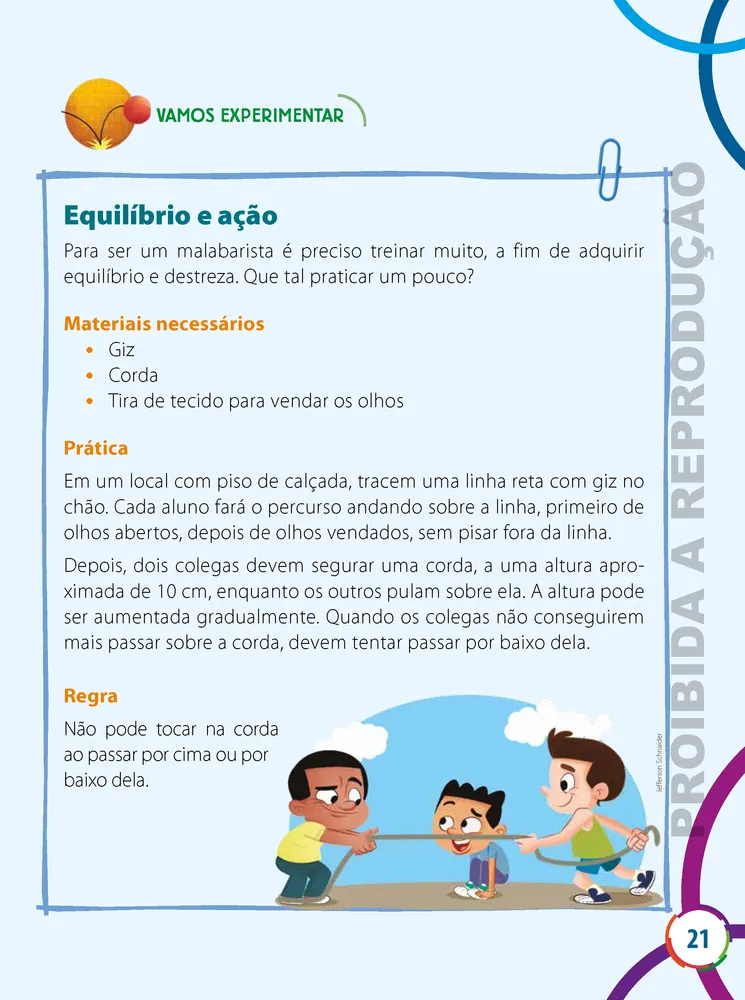 VAMOS EXPERIMENTAR
Equilíbrio e ação
Para ser um malabarista é preciso treinar muito, a fim de adquirir
equilíbrio e destreza. Que tal praticar um pouco?
Materiais necessários
• Giz
• Corda
• Tira de tecido para vendar os olhos
Prática
Em um local com piso de calçada, tracem uma linha reta com giz no
chão. Cada aluno fará o percurso andando sobre a linha, primeiro de
olhos abertos, depois de olhos vendados, sem pisar fora da linha.
Depois, dois colegas devem segurar uma corda, a uma altura apro-
ximada de 10 cm, enquanto os outros pulam sobre ela. A altura pode
ser aumentada gradualmente. Quando os colegas não conseguirem
mais passar sobre a corda, devem tentar passar por baixo dela.
Regra
Não pode tocar na corda
ao passar por cima ou por
baixo dela.
Jefferson Schnaider
PROIBIDA A REPRODUÇÃO
21